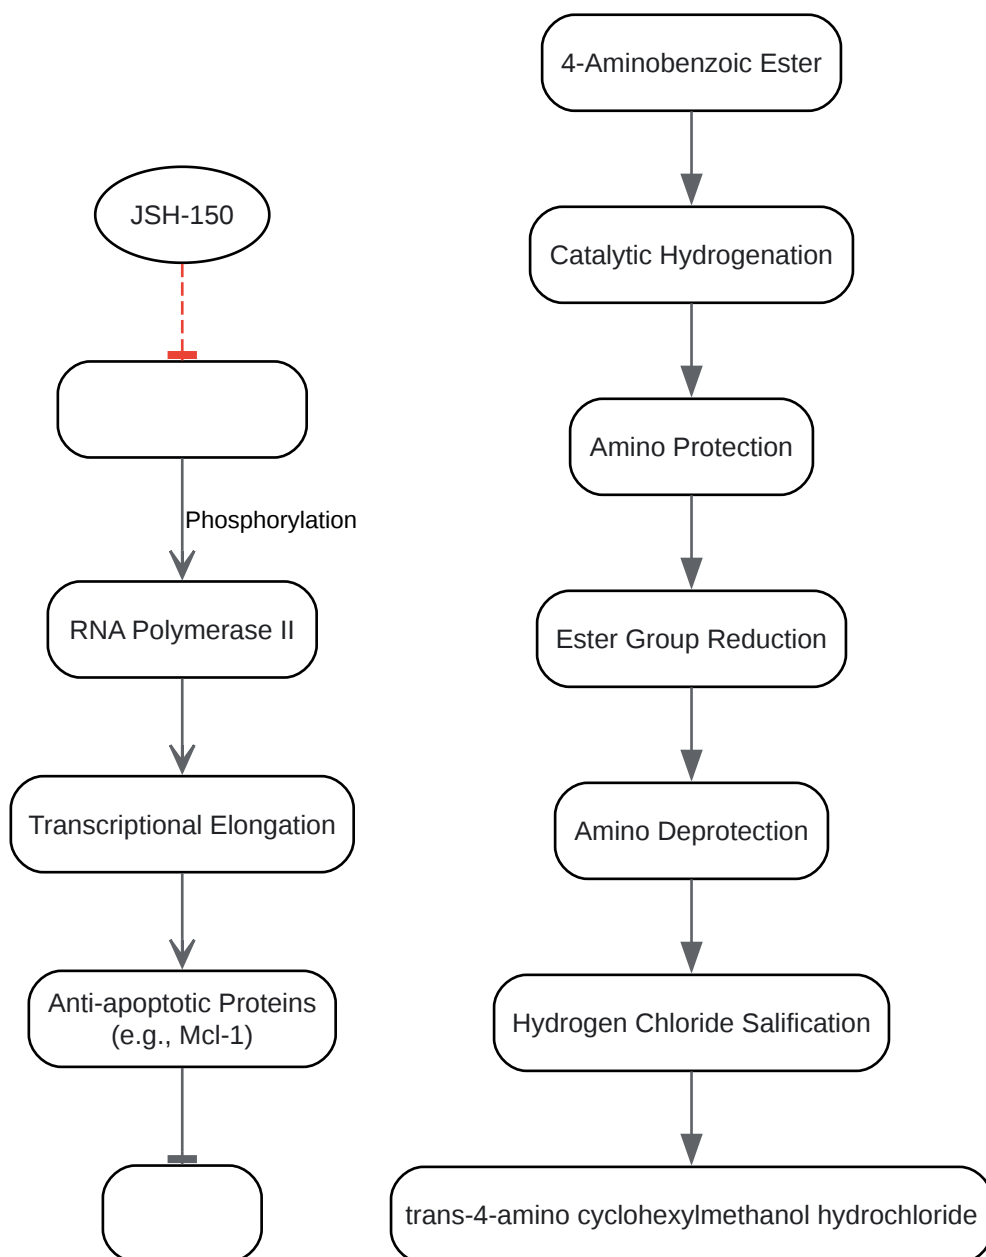 JSH-150
Phosphorylation
RNA Polymerase II
Transcriptional Elongation
Anti-apoptotic Proteins
(e.g., Mcl-1)
4-Aminobenzoic Ester
Catalytic Hydrogenation
Amino Protection
Ester Group Reduction
Amino Deprotection
Hydrogen Chloride Salification
trans-4-amino cyclohexylmethanol hydrochloride